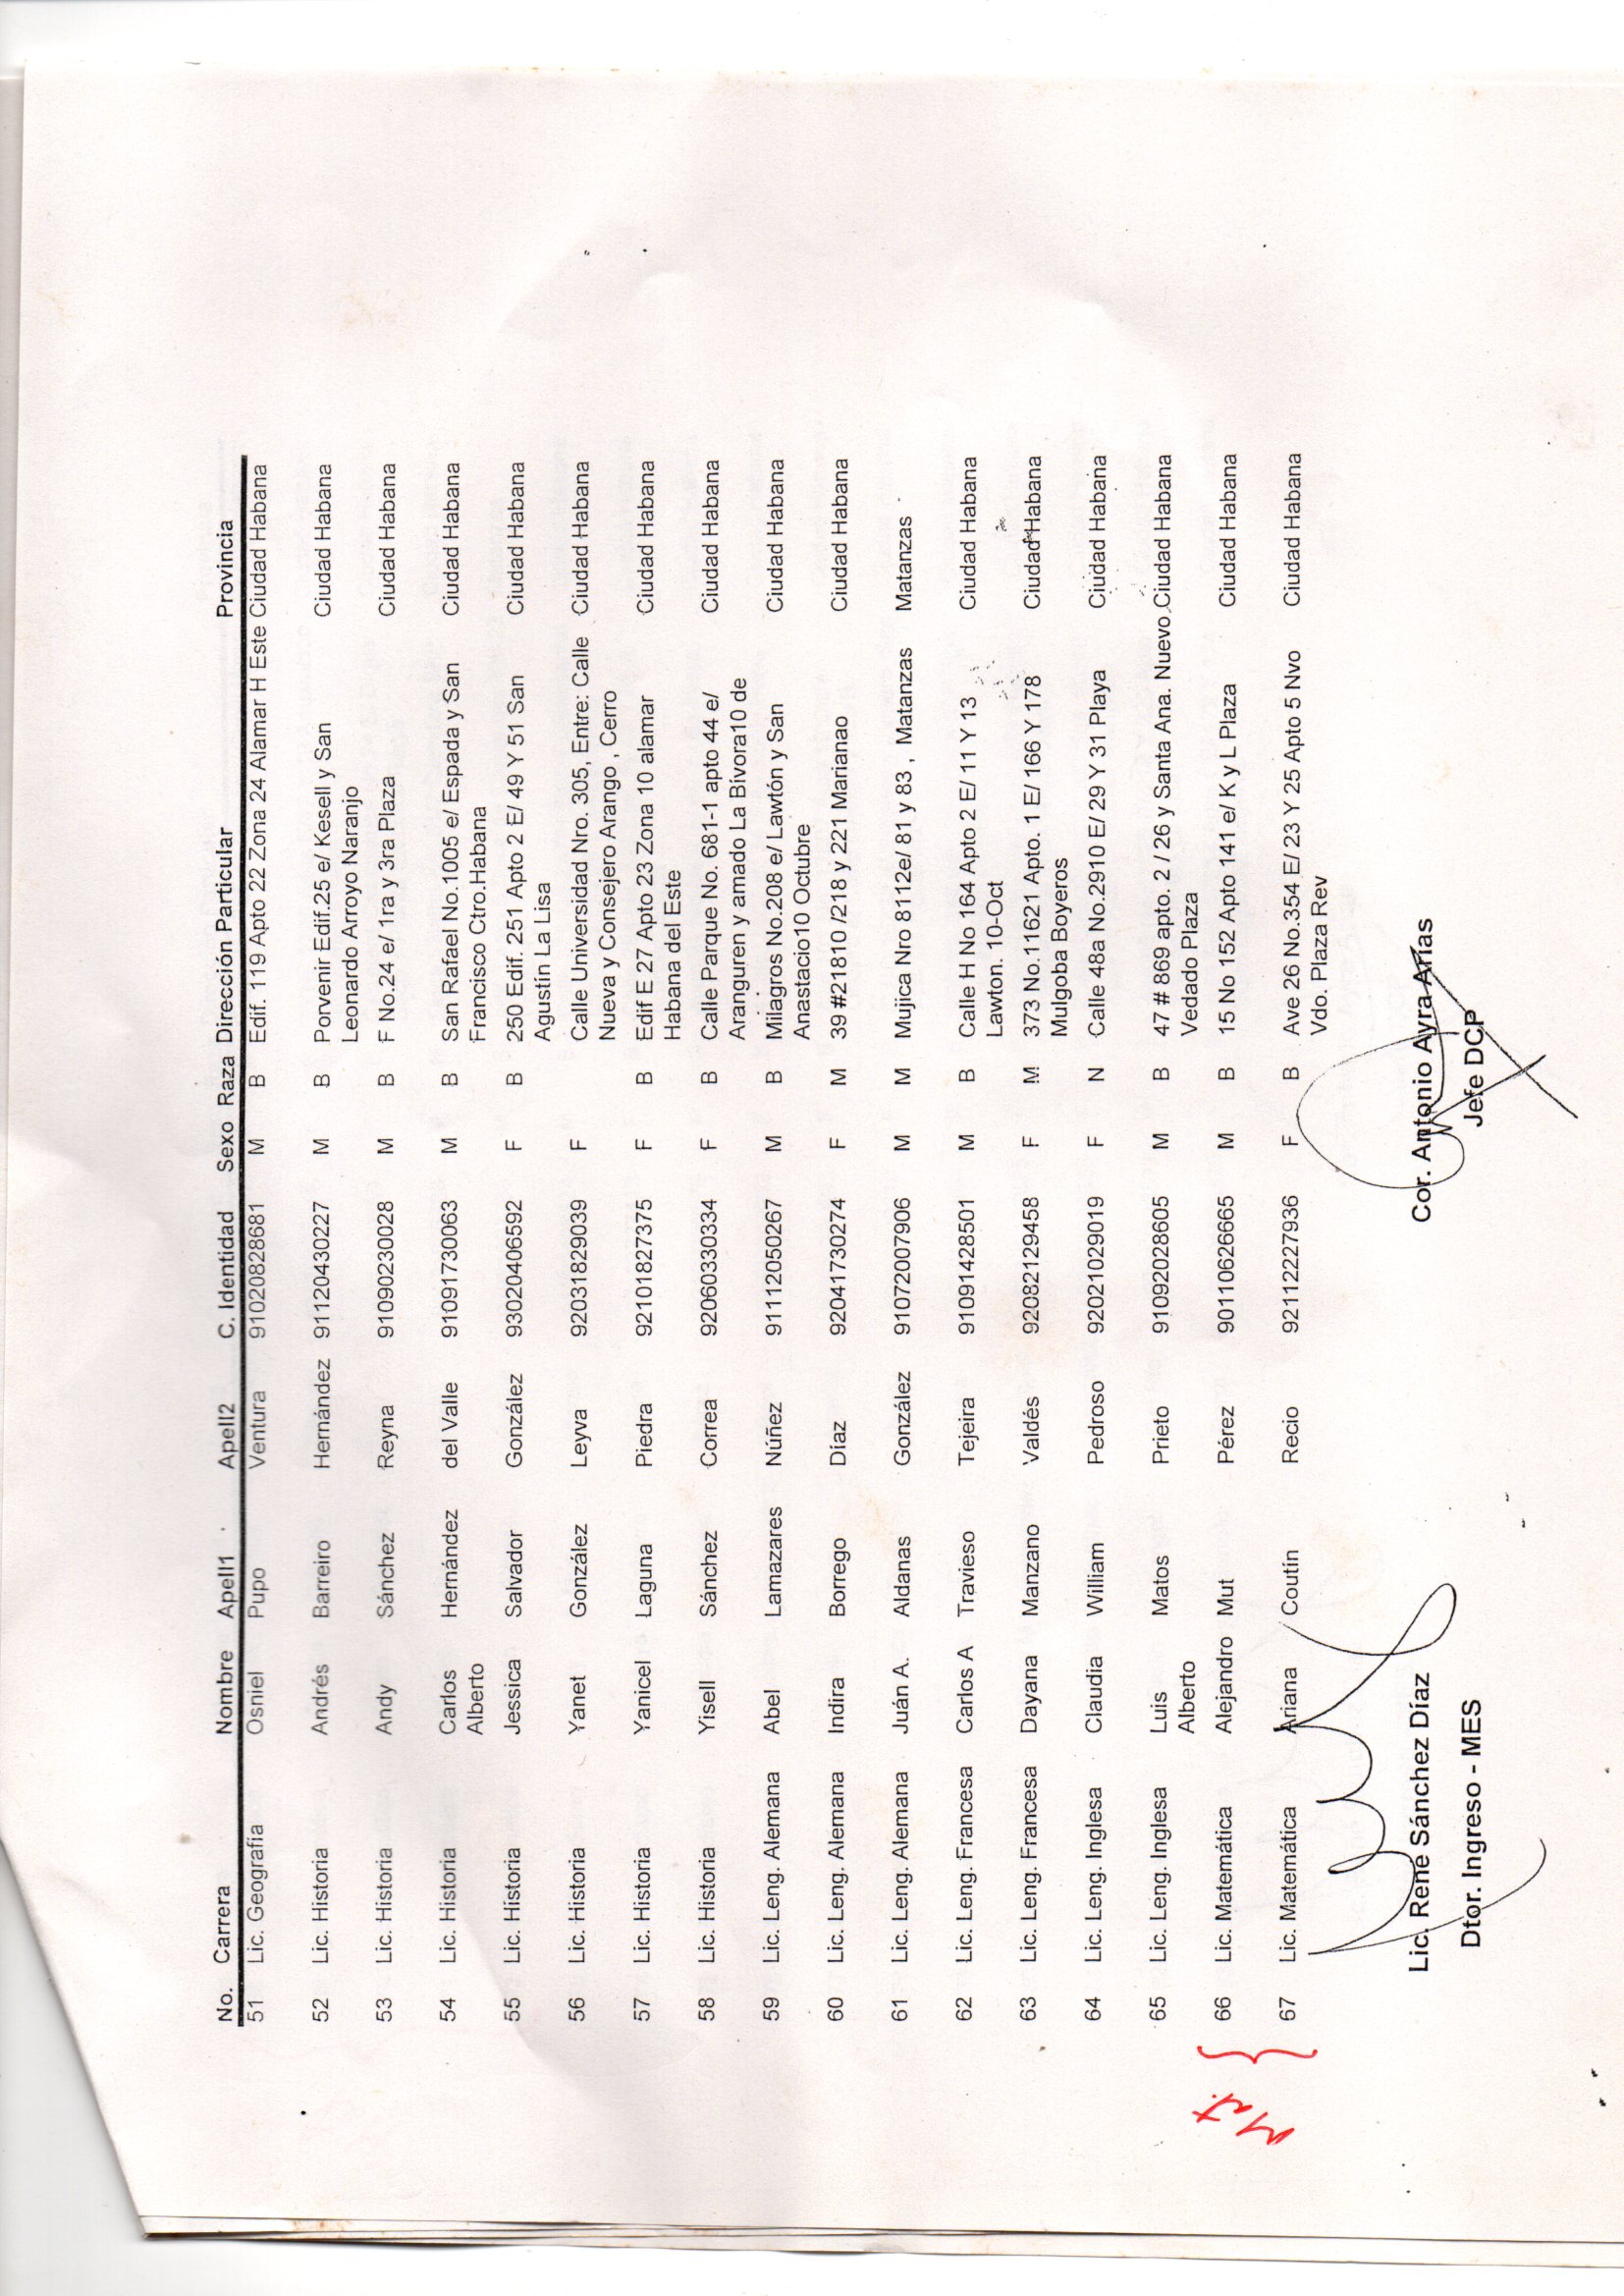 No. Carrera Nombre Apell1 Apell2 C. Identidad Sexo Raza Dirección Particular Provincia
51 Lic. Geografia Osniel Pupo Ventura 91020828681 M B Edif. 119 Apto 22 Zona 24 Alamar H Este Ciudad Habana
52 Lic. Historia Andrés Barreiro Hernández 91120430227 M B Porvenir Edif.25 e/ Kesell y San Ciudad Habana
Leonardo Arroyo Naranjo
53 Lic. Historia Andy Sánchez Reyna 91090230028 M B F No.24 e/ 1ra y 3ra Plaza Ciudad Habana
54 Lic. Historia Carlos Hernández del Valle 91091730063 M B San Rafael No.1005 e/ Espada y San Ciudad Habana
Alberto Francisco Ctro.Habana
55 Lic. Historia Jessica Salvador González 93020406592 F B 250 Edif. 251 Apto 2 E/ 49 Y 51 San Ciudad Habana
Agustín La Lisa
56 Lic. Historia Yanet González Leyva 92031829039 F Calle Universidad Nro. 305, Entre: Calle Ciudad Habana
Nueva y Consejero Arango , Cerro
57 Lic. Historia Yanicel Laguna Piedra 92101827375 F B Edif E 27 Apto 23 Zona 10 alamar Ciudad Habana
Habana del Este
58 Lic. Historia Yisell Sánchez Correa 92060330334 F B Calle Parque No. 681-1 apto 44 e/ Ciudad Habana
Aranguren y amado La Bívora10 de
59 Lic. Leng. Alemana Abel Lamazares Núñez 91112050267 M B Milagros No.208 e/ Lawtón y San Ciudad Habana
Anastacio10 Octubre
60 Lic. Leng. Alemana Indira Borrego Díaz 92041730274 F M 39 #21810 /218 y 221 Marianao Ciudad Habana
61 Lic. Leng. Alemana Juán A. Aldanas González 91072007906 M M Mujica Nro 8112e/ 81 y 83 , Matanzas Matanzas
62 Lic. Leng. Francesa Carlos A Travieso Tejeira 91091428501 M B Calle H No 164 Apto 2 E/ 11 Y 13 Ciudad Habana
Lawton. 10-Oct
63 Lic. Leng. Francesa Dayana Manzano Valdés 92082129458 F M 373 No.11621 Apto. 1 E/ 166 Y 178 Ciudad Habana
Mulgoba Boyeros
64 Lic. Leng. Inglesa Claudia William Pedroso 92021029019 F N Calle 48a No.2910 E/ 29 Y 31 Playa Ciudad Habana
65 Lic. Leng. Inglesa Luis Matos Prieto 91092028605 M B 47 # 869 apto. 2 / 26 y Santa Ana. Nuevo Ciudad Habana
Alberto Vedado Plaza
Mat.
66 Lic. Matemática Alejandro Mut Pérez 90110626665 M B 15 No 152 Apto 141 e/ K y L Plaza Ciudad Habana
67 Lic. Matemática Ariana Coutín Recio 92112227936 F B Ave 26 No.354 E/ 23 Y 25 Apto 5 Nvo Ciudad Habana
Vdo. Plaza Rev
Lic. René Sánchez Díaz Cor. Antonio Ayra Arias
Dtor. Ingreso - MES Jefe DCP